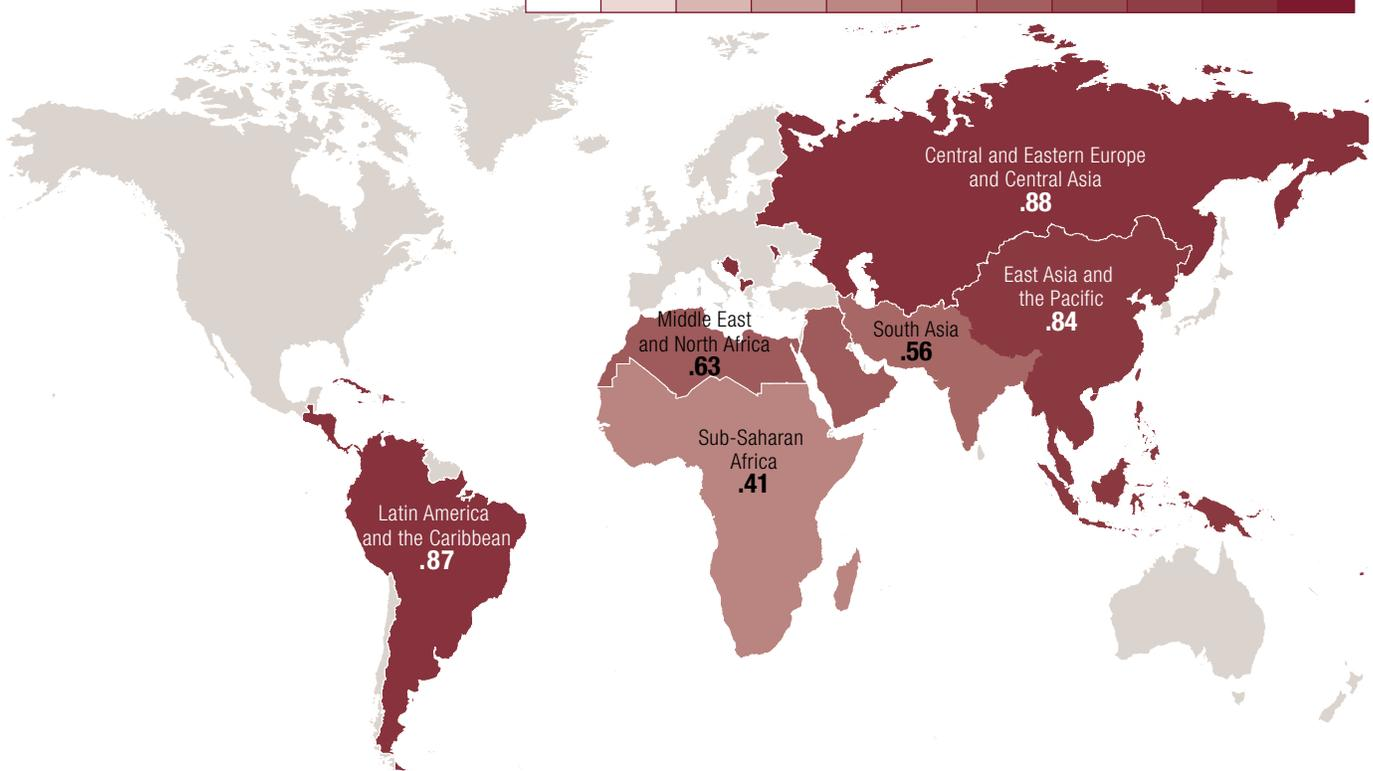 Central and Eastern Europe
and Central Asia
.88
East Asia and
the Pacific
.84
Middle East
and North Africa
.63
South Asia
.56
Sub-Saharan
Africa
.41
Latin America
and the Caribbean
.87